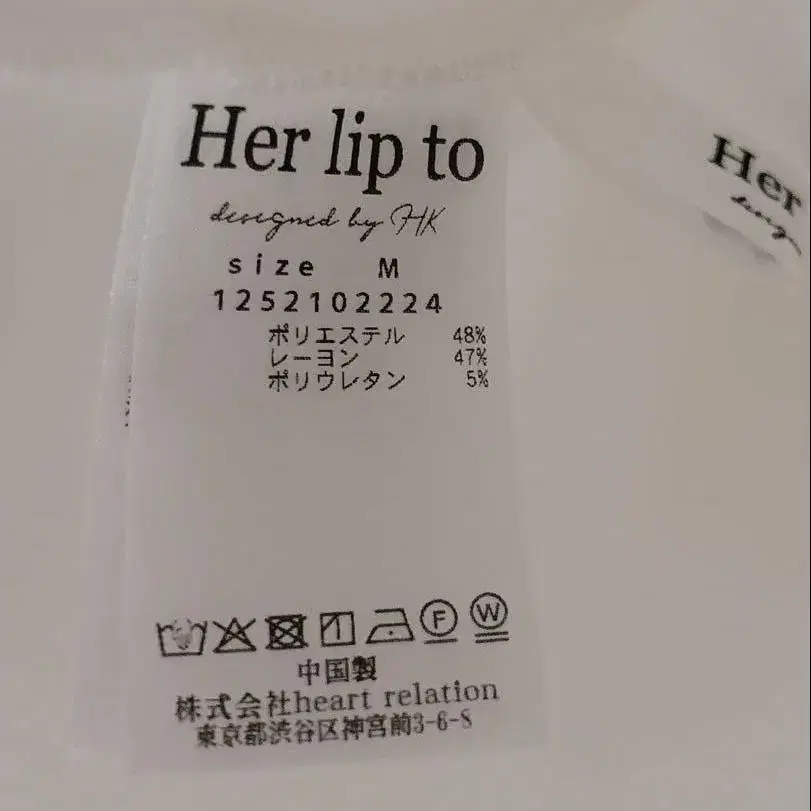 Her lip to
designed by HK
size M
1252102224
ポリエステル 48%
レーヨン 47%
ポリウレタン 5%
F W
中国製
株式会社heart relation
東京都渋谷区神宮前3-6-8
Her